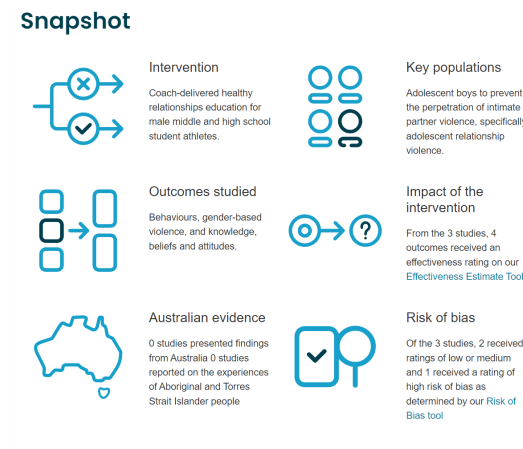 Snapshot
Intervention
Coach-delivered healthy
relationships education for
male middle and high school
student athletes.
Key populations
Adolescent boys to prevent
the perpetration of intimate
partner violence, specifically
adolescent relationship
violence.
Outcomes studied
Behaviours, gender-based
violence, and knowledge,
beliefs and attitudes.
Impact of the
intervention
From the 3 studies, 4
outcomes received an
effectiveness rating on our
Effectiveness Estimate Tool
Australian evidence
0 studies presented findings
from Australia 0 studies
reported on the experiences
of Aboriginal and Torres
Strait Islander people
Risk of bias
Of the 3 studies, 2 received
ratings of low or medium
and 1 received a rating of
high risk of bias as
determined by our Risk of
Bias tool